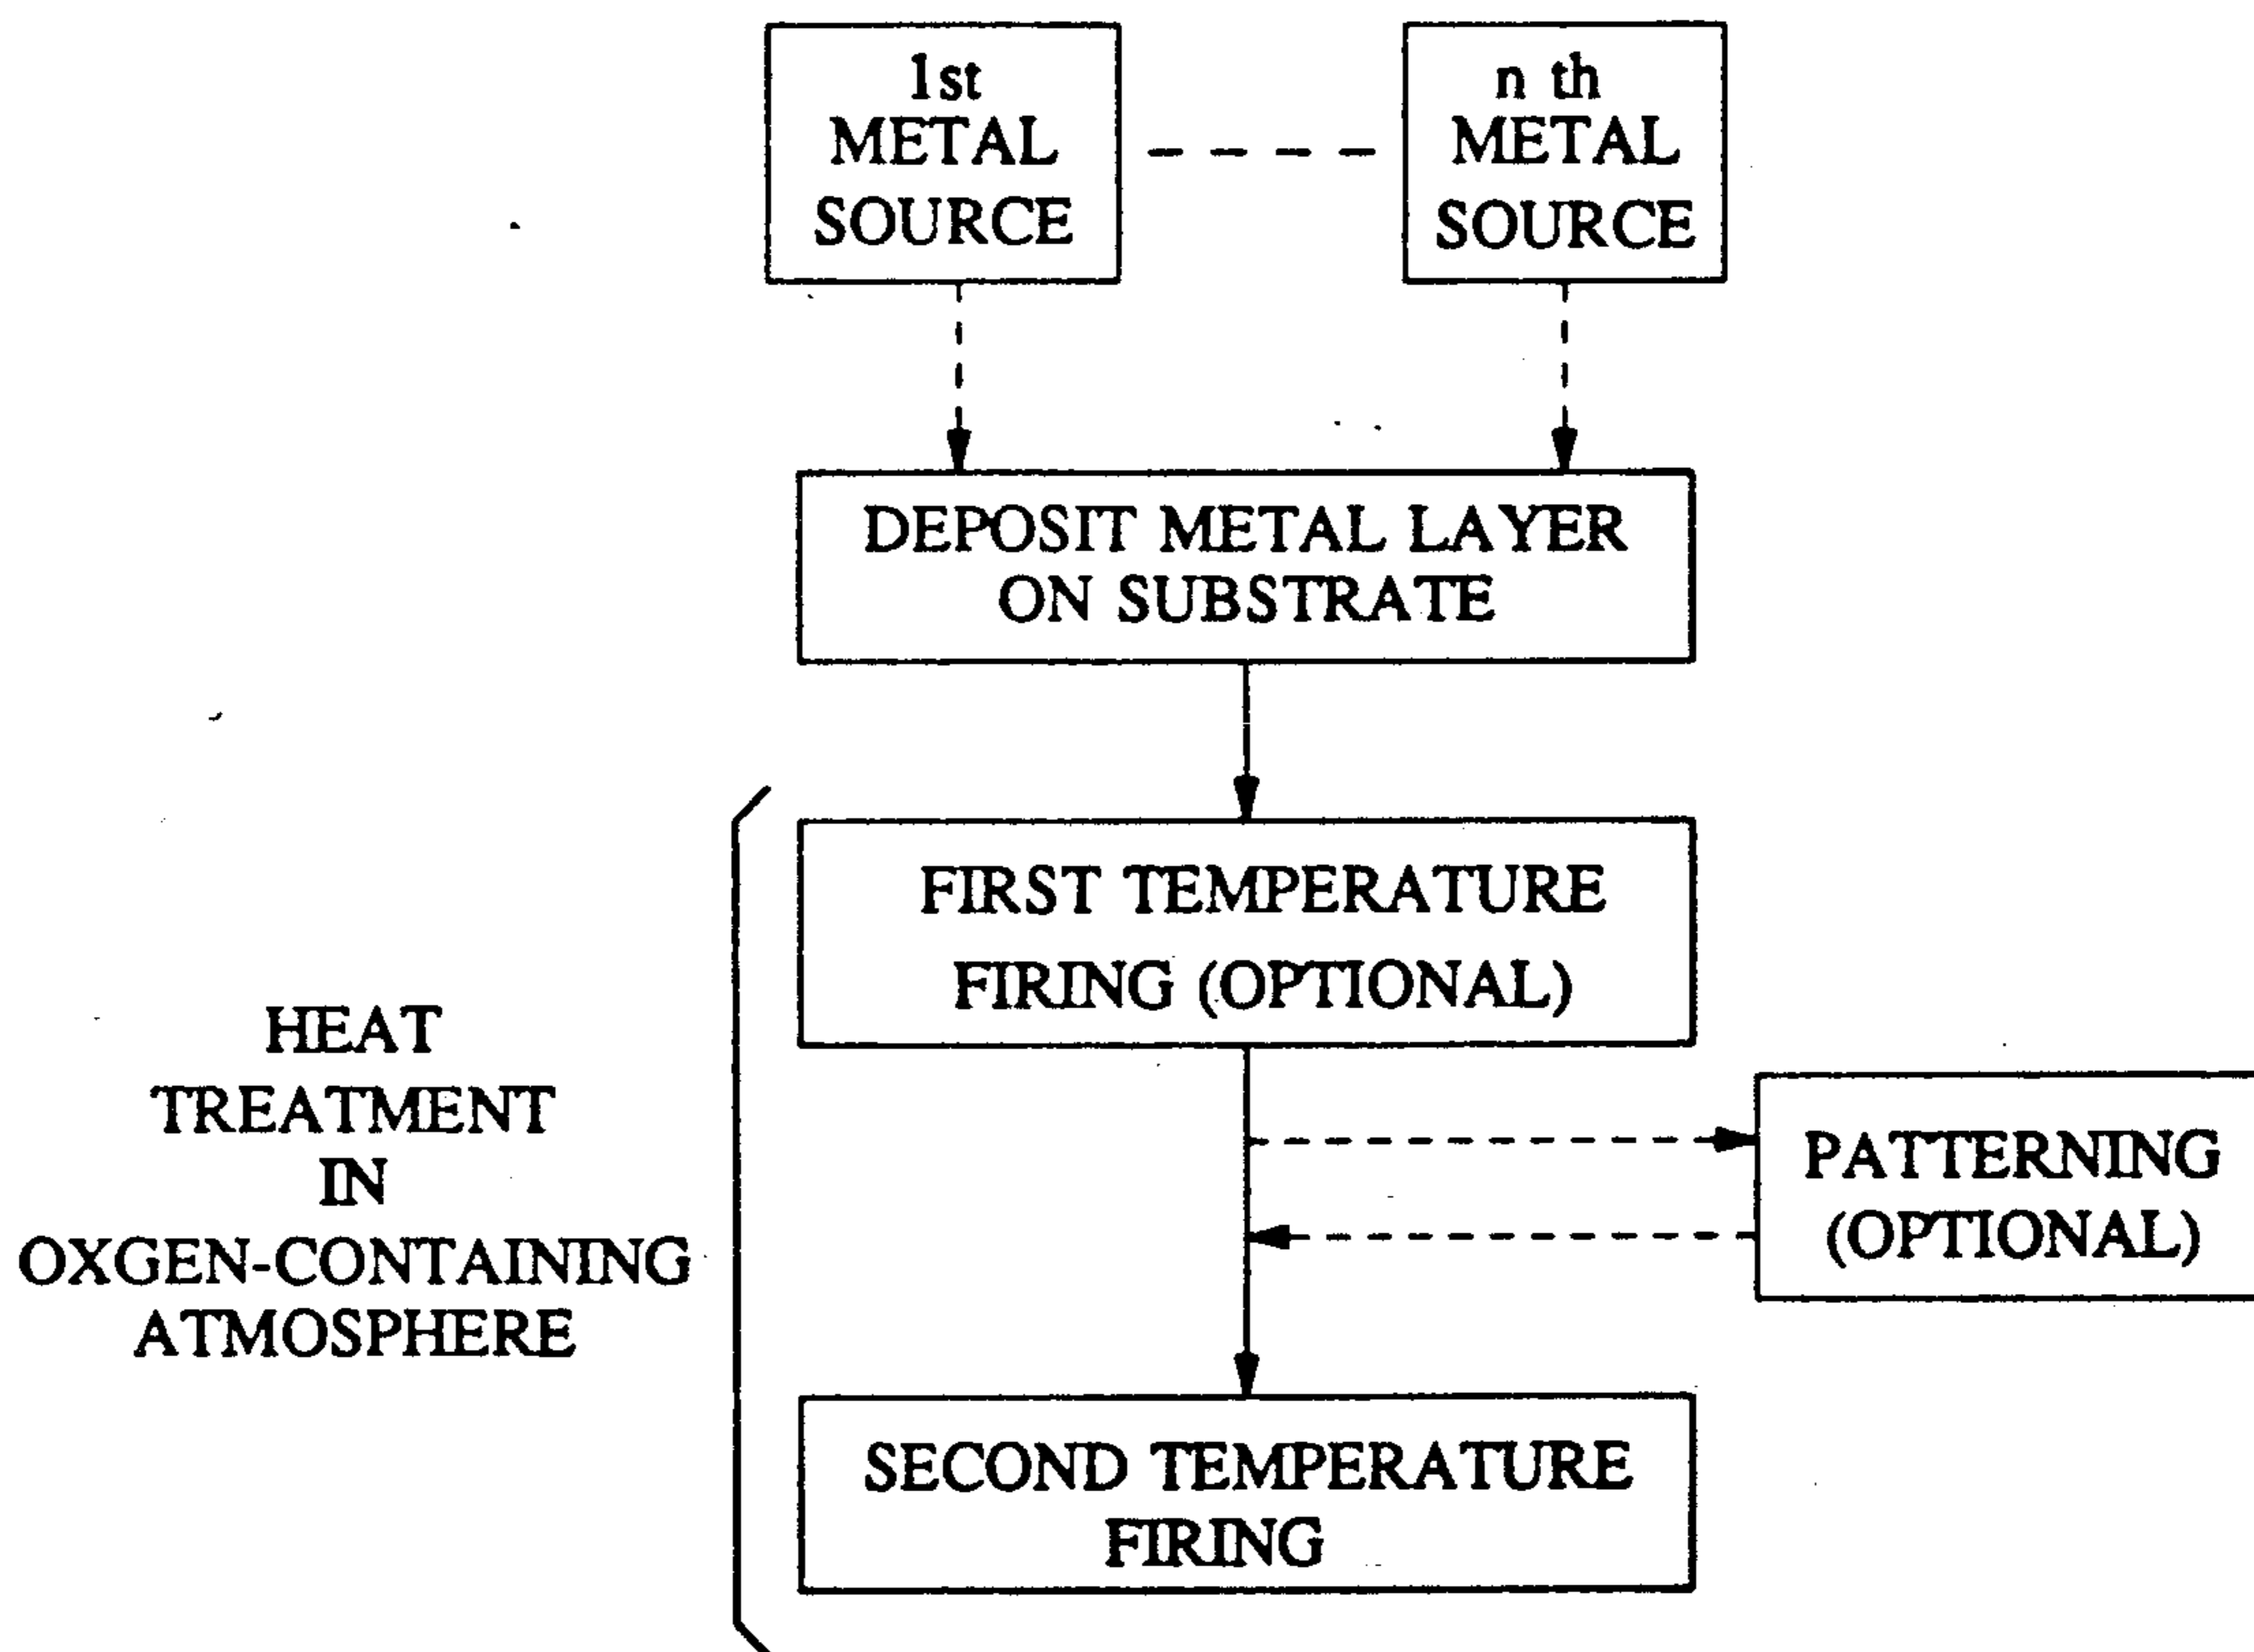 1st
METAL
SOURCE
n th
METAL
SOURCE
DEPOSIT METAL LAYER
ON SUBSTRATE
FIRST TEMPERATURE
FIRING (OPTIONAL)
HEAT
TREATMENT
IN
OXGEN-CONTAINING
ATMOSPHERE
PATTERNING
(OPTIONAL)
SECOND TEMPERATURE
FIRING